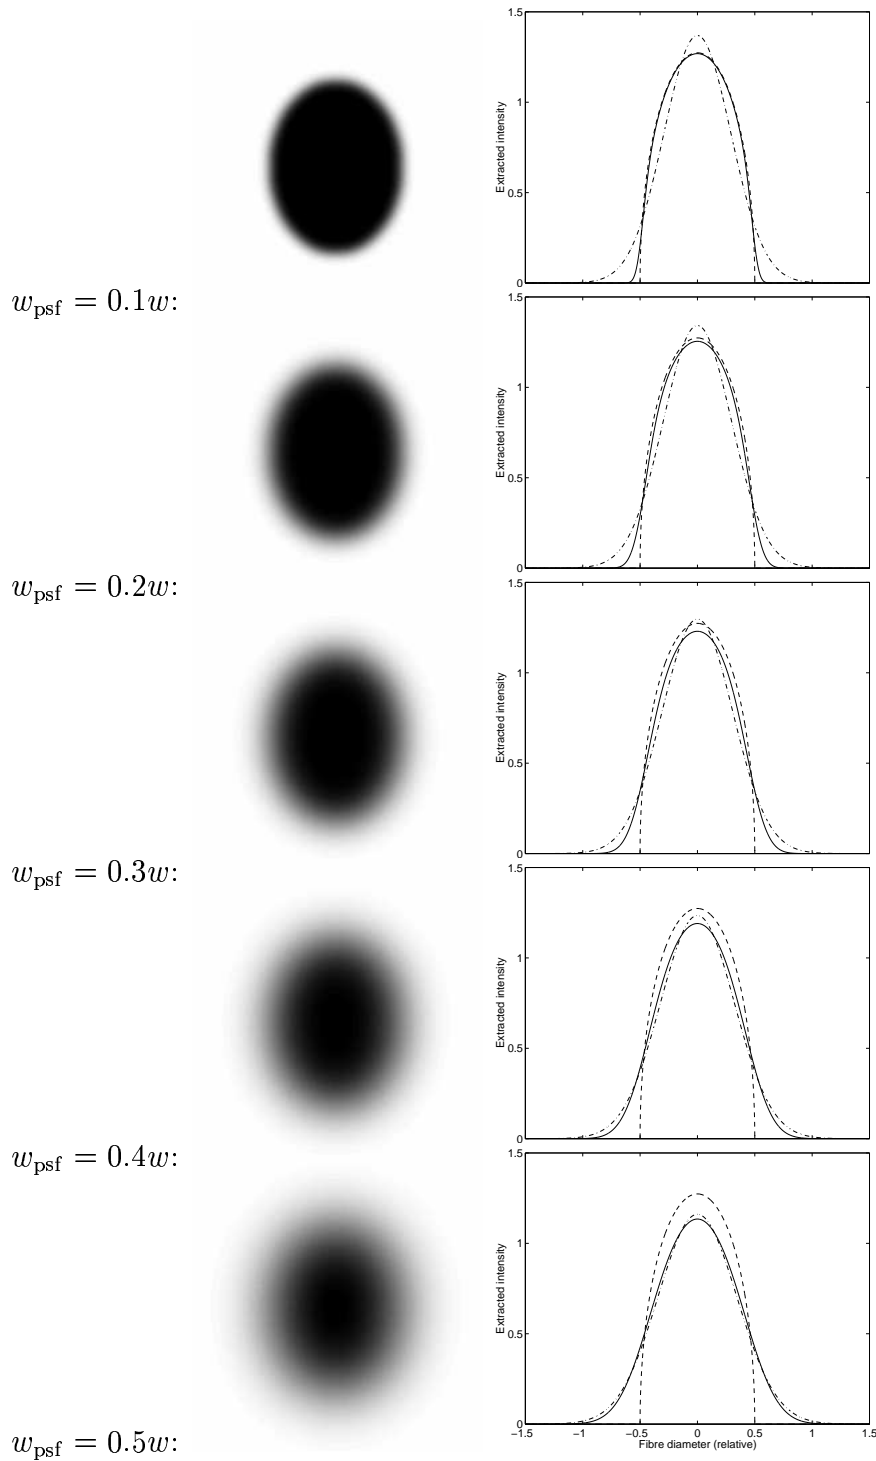 1.5
1
0.5
0
Extracted intensity
w_psf = 0.1w:
1.5
1
0.5
0
Extracted intensity
w_psf = 0.2w:
1.5
1
0.5
0
Extracted intensity
w_psf = 0.3w:
1.5
1
0.5
0
Extracted intensity
w_psf = 0.4w:
1.5
1
0.5
0
Extracted intensity
−1.5 −1 −0.5 0 0.5 1 1.5
Fibre diameter (relative)
w_psf = 0.5w: